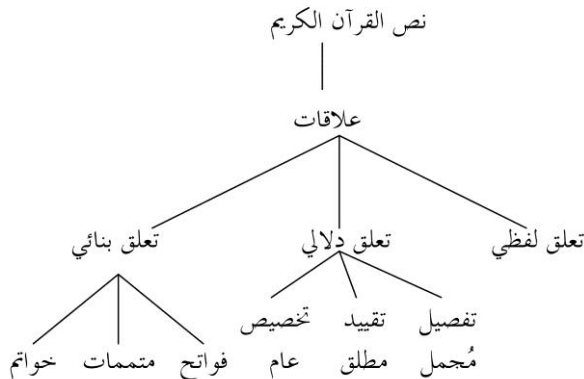 نص القرآن الكريم
علاقات
تعلق لفظي تعلق دلالي تعلق بنائي
تفصيل تقييد تخصيص
مُجمل مطلق عام فواتح متممات خواتم